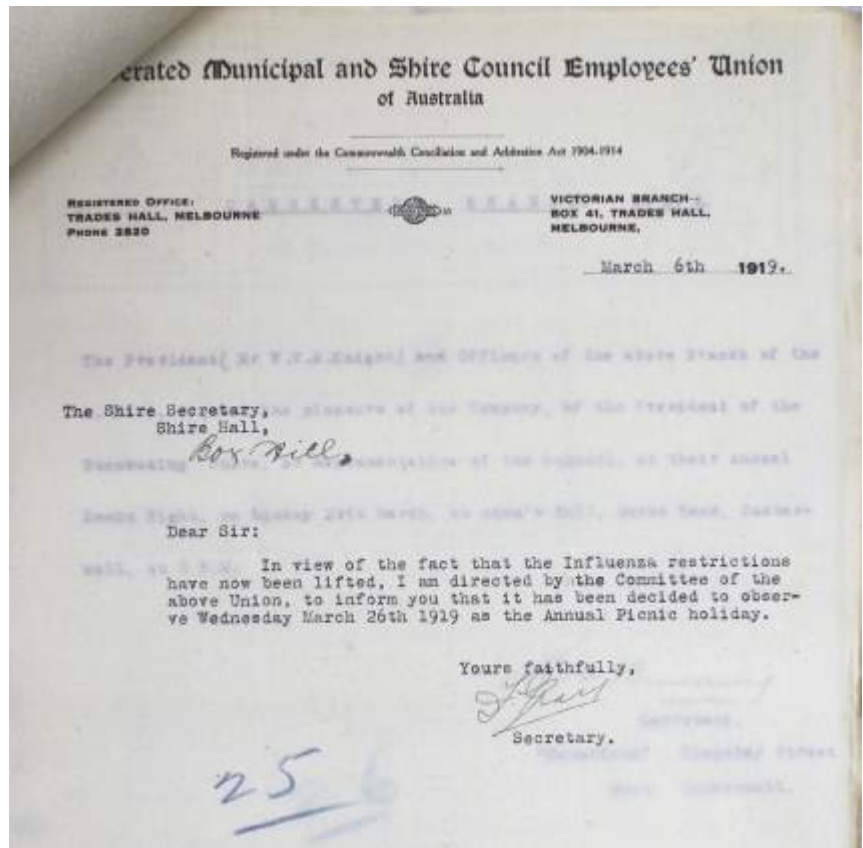 erated Municipal and Shire Council Employees' Union
of Australia
Registered under the Commonwealth Conciliation and Arbitration Act 1904-1914
REGISTERED OFFICE:
TRADES HALL, MELBOURNE
PHONE 3820
VICTORIAN BRANCH—
BOX 41, TRADES HALL,
MELBOURNE,
March 6th 1919.
The Shire Secretary,
Shire Hall,
Box Hill,
Dear Sir:
In view of the fact that the Influenza restrictions
have now been lifted, I am directed by the Committee of the
above Union, to inform you that it has been decided to obser-
ve Wednesday March 26th 1919 as the Annual Picnic holiday.
Yours faithfully,
Secretary.
25